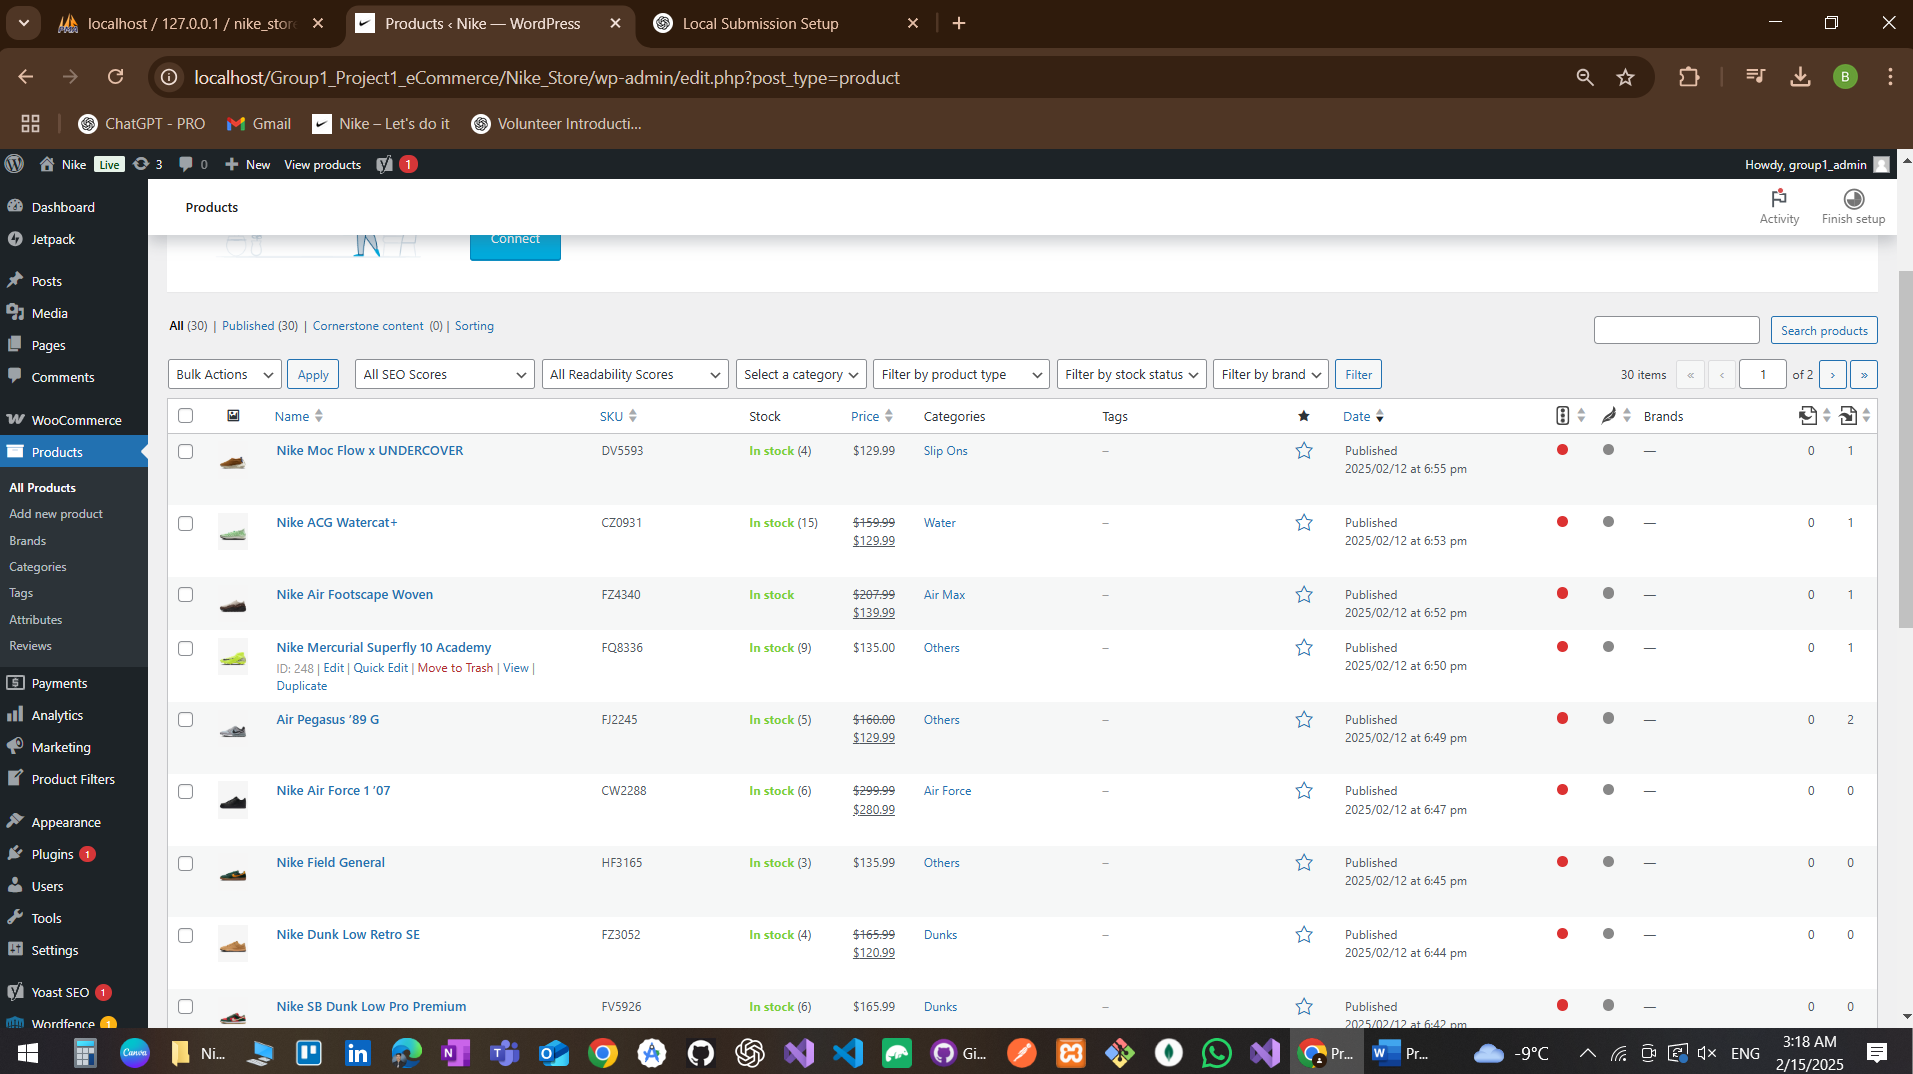 localhost / 127.0.0.1 / nike_stor
Products ‹ Nike — WordPress
Local Submission Setup
localhost/Group1_Project1_eCommerce/Nike_Store/wp-admin/edit.php?post_type=product
B
ChatGPT - PRO
Gmail
Nike – Let's do it
Volunteer Introducti...
Nike Live 3 0 New View products 1
Howdy, group1_admin
Dashboard
Jetpack
Posts
Media
Pages
Comments
WooCommerce
Products
All Products
Add new product
Brands
Categories
Tags
Attributes
Reviews
Payments
Analytics
Marketing
Product Filters
Appearance
Plugins 1
Users
Tools
Settings
Yoast SEO 1
Wordfence 1
Products
Activity
Finish setup
Connect
All (30) | Published (30) | Cornerstone content (0) | Sorting
Search products
Bulk Actions Apply All SEO Scores All Readability Scores Select a category Filter by product type Filter by stock status Filter by brand Filter
30 items « ‹ 1 of 2 › »
Name SKU Stock Price Categories Tags Date Brands
Nike Moc Flow x UNDERCOVER DV5593 In stock (4) $129.99 Slip Ons – Published — 0 1
2025/02/12 at 6:55 pm
Nike ACG Watercat+ CZ0931 In stock (15) $159.99 Water – Published — 0 1
$129.99 2025/02/12 at 6:53 pm
Nike Air Footscape Woven FZ4340 In stock $207.99 Air Max – Published — 0 1
$139.99 2025/02/12 at 6:52 pm
Nike Mercurial Superfly 10 Academy FQ8336 In stock (9) $135.00 Others – Published — 0 1
ID: 248 | Edit | Quick Edit | Move to Trash | View | 2025/02/12 at 6:50 pm
Duplicate
Air Pegasus '89 G FJ2245 In stock (5) $160.00 Others – Published — 0 2
$129.99 2025/02/12 at 6:49 pm
Nike Air Force 1 '07 CW2288 In stock (6) $299.99 Air Force – Published — 0 0
$280.99 2025/02/12 at 6:47 pm
Nike Field General HF3165 In stock (3) $135.99 Others – Published — 0 0
2025/02/12 at 6:45 pm
Nike Dunk Low Retro SE FZ3052 In stock (4) $165.99 Dunks – Published — 0 0
$120.99 2025/02/12 at 6:44 pm
Nike SB Dunk Low Pro Premium FV5926 In stock (6) $165.99 Dunks – Published — 0 0
2025/02/12 at 6:42 pm
Canva
Ni...
Gi...
Pr...
Pr...
-9°C
ENG
3:18 AM
2/15/2025